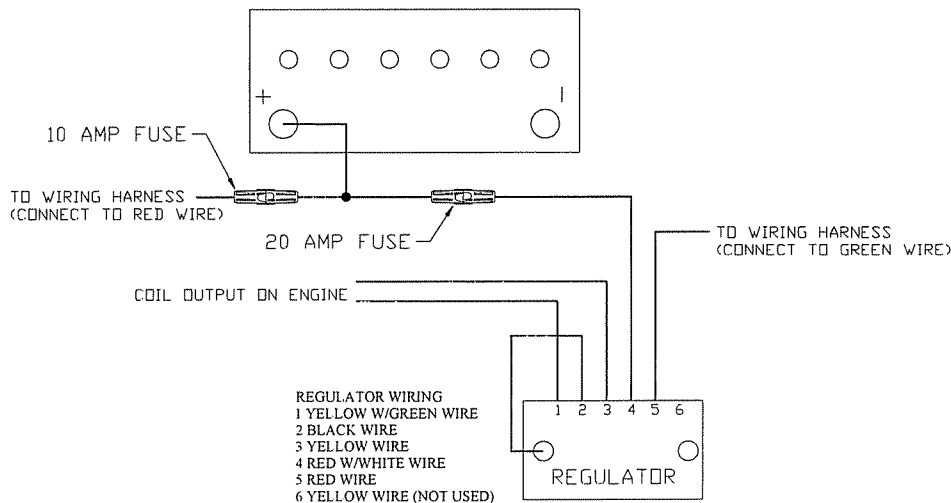 + -
10 AMP FUSE
TO WIRING HARNESS
(CONNECT TO RED WIRE)
20 AMP FUSE
TO WIRING HARNESS
(CONNECT TO GREEN WIRE)
COIL OUTPUT ON ENGINE
REGULATOR WIRING
1 YELLOW W/GREEN WIRE
2 BLACK WIRE
3 YELLOW WIRE
4 RED W/WHITE WIRE
5 RED WIRE
6 YELLOW WIRE (NOT USED)
1 2 3 4 5 6
REGULATOR